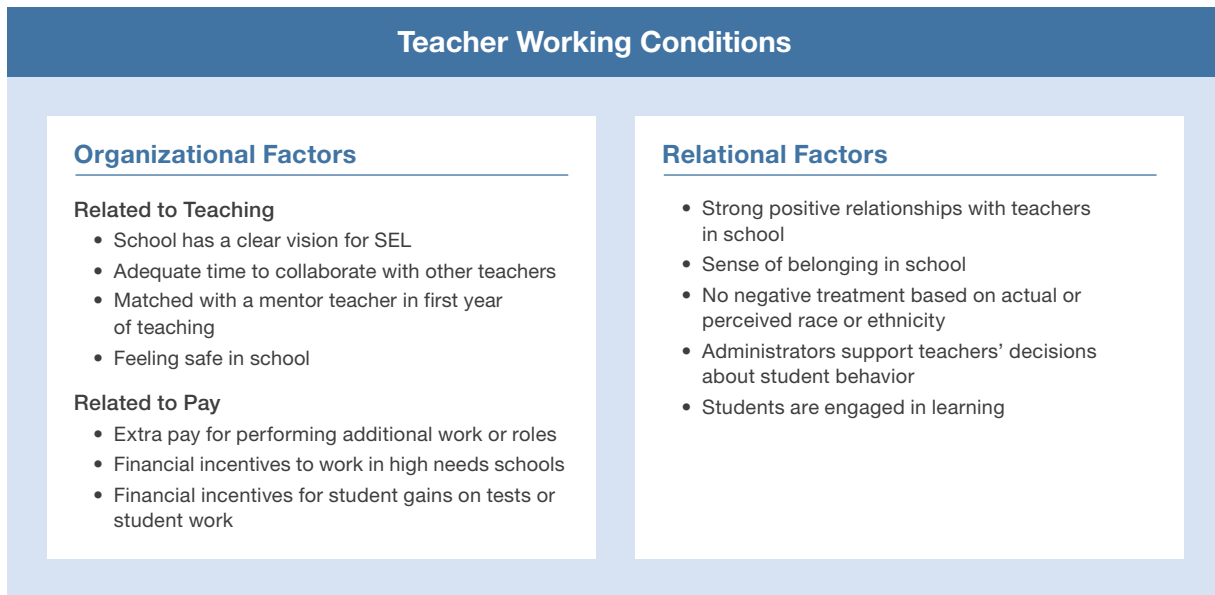 Teacher Working Conditions
Organizational Factors
Related to Teaching
• School has a clear vision for SEL
• Adequate time to collaborate with other teachers
• Matched with a mentor teacher in first year
of teaching
• Feeling safe in school
Related to Pay
• Extra pay for performing additional work or roles
• Financial incentives to work in high needs schools
• Financial incentives for student gains on tests or
student work
Relational Factors
• Strong positive relationships with teachers
in school
• Sense of belonging in school
• No negative treatment based on actual or
perceived race or ethnicity
• Administrators support teachers’ decisions
about student behavior
• Students are engaged in learning